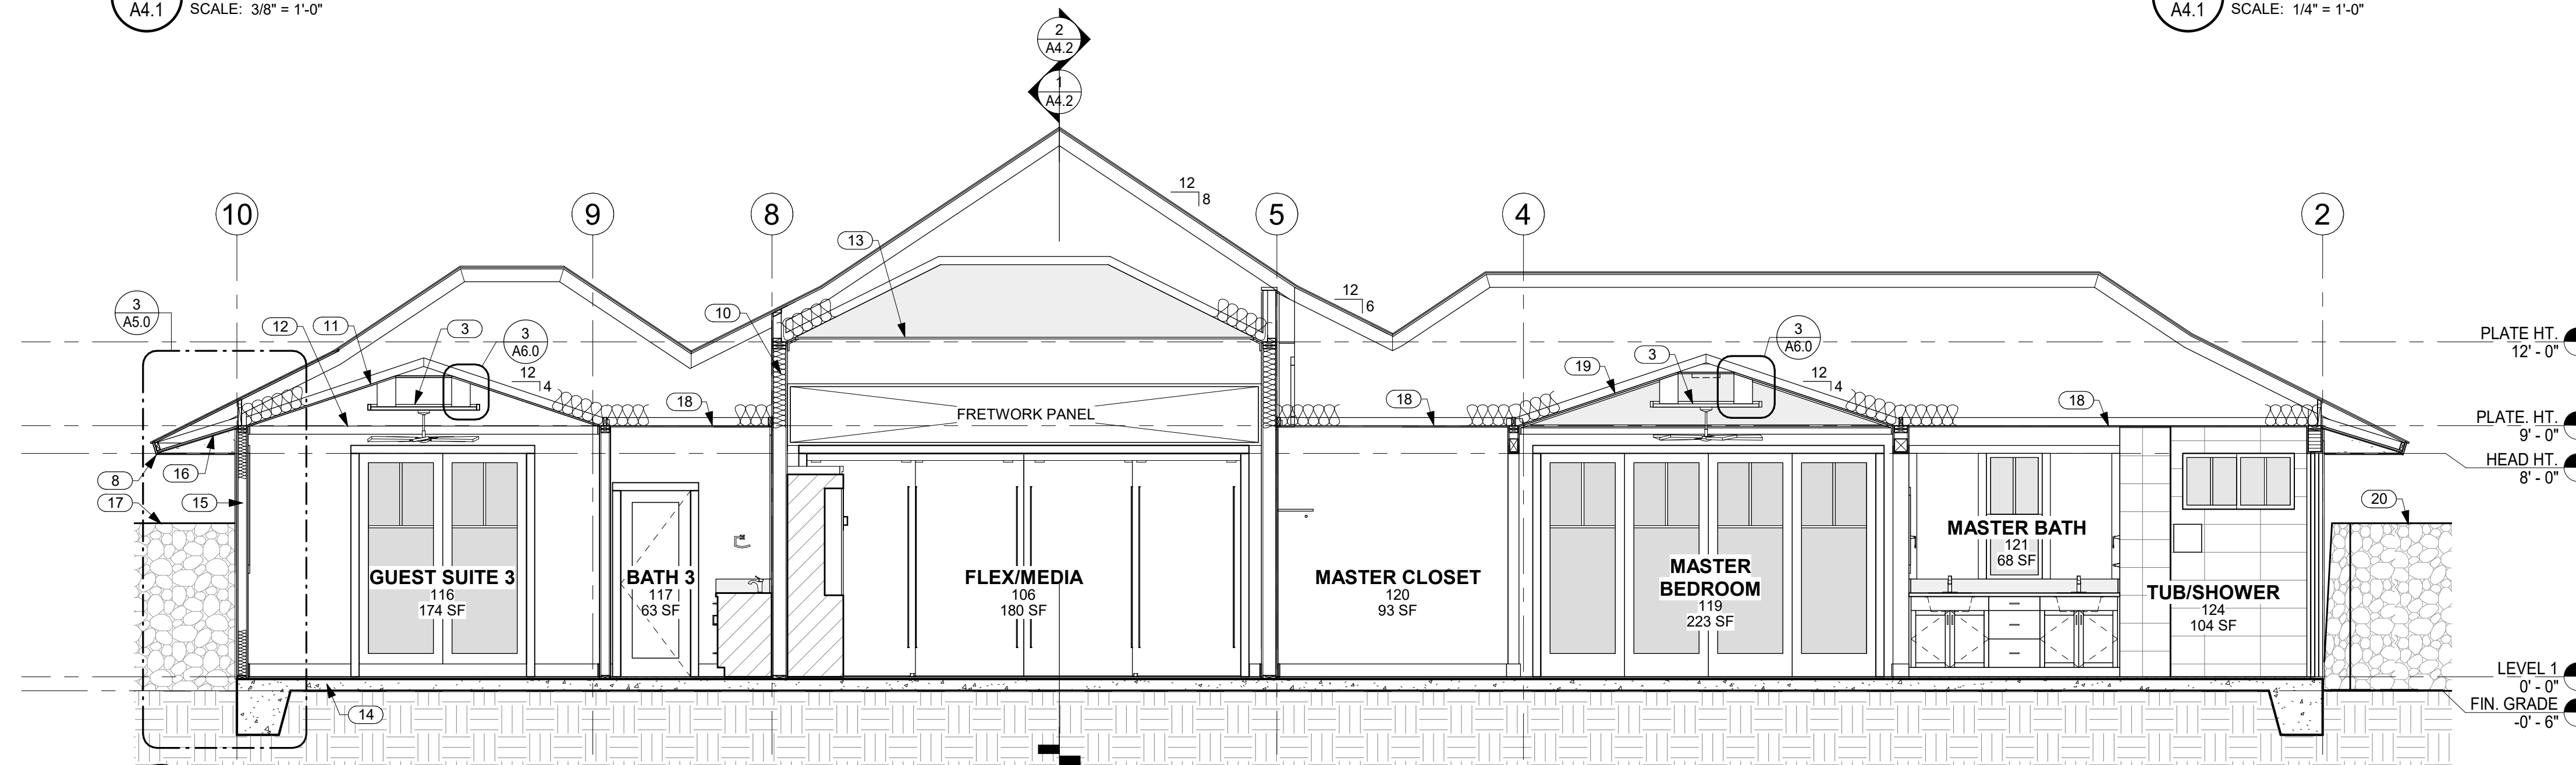 A4.1
SCALE: 3/8" = 1'-0"
A4.1
SCALE: 1/4" = 1'-0"
2
A4.2
1
A4.2
12
8
10
9
8
5
4
2
13
12
6
3
A5.0
10
12
11
3
3
A6.0
12
4
19
3
3
A6.0
12
4
PLATE HT.
12' - 0"
18
18
18
FRETWORK PANEL
PLATE. HT.
9' - 0"
HEAD HT.
8' - 0"
8
16
17
15
20
GUEST SUITE 3
116
174 SF
BATH 3
117
63 SF
FLEX/MEDIA
106
180 SF
MASTER CLOSET
120
93 SF
MASTER
BEDROOM
119
223 SF
MASTER BATH
121
68 SF
TUB/SHOWER
124
104 SF
LEVEL 1
0' - 0"
FIN. GRADE
-0' - 6"
14